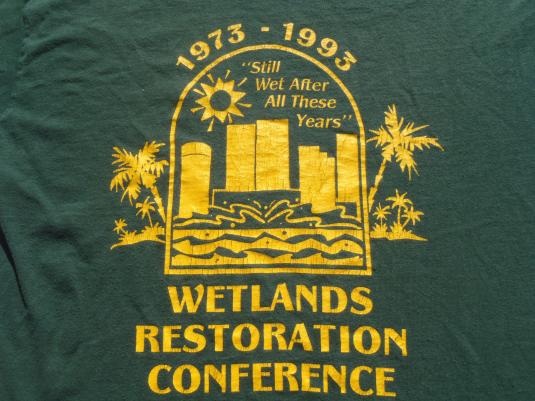 1973 - 1993
"Still
Wet After
All These
Years"
WETLANDS
RESTORATION
CONFERENCE